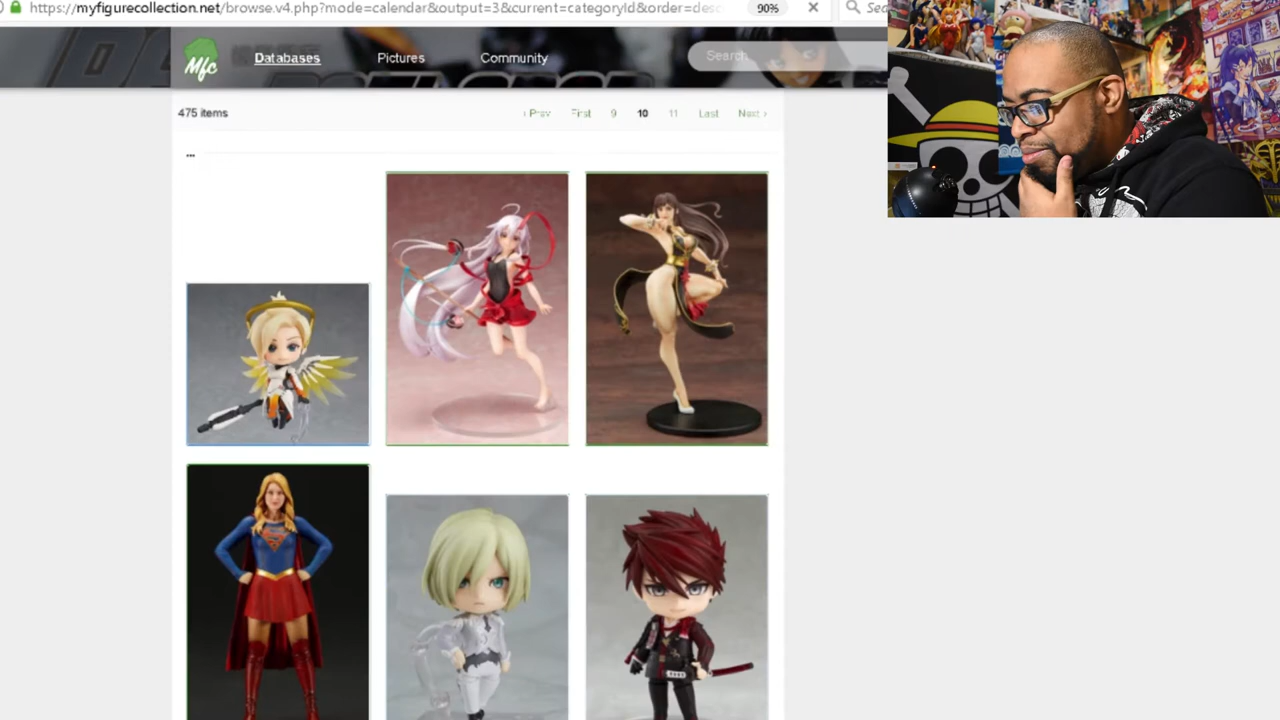 https://myfigurecollection.net/browse.v4.php?mode=calendar&output=3&current=categoryId&order=desc
90%
Mfc
Databases
Pictures
Community
Search
475 items
‹ Prev
First
9
10
11
Last
Next ›
...